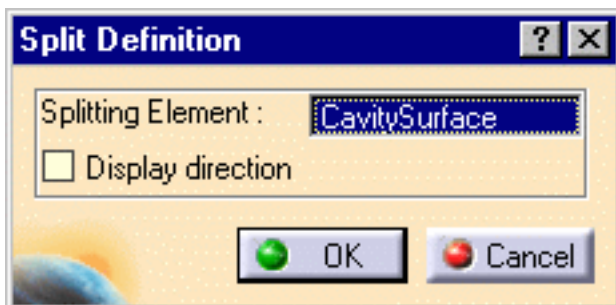 Split Definition ? X
Splitting Element : CavitySurface
Display direction
OK Cancel